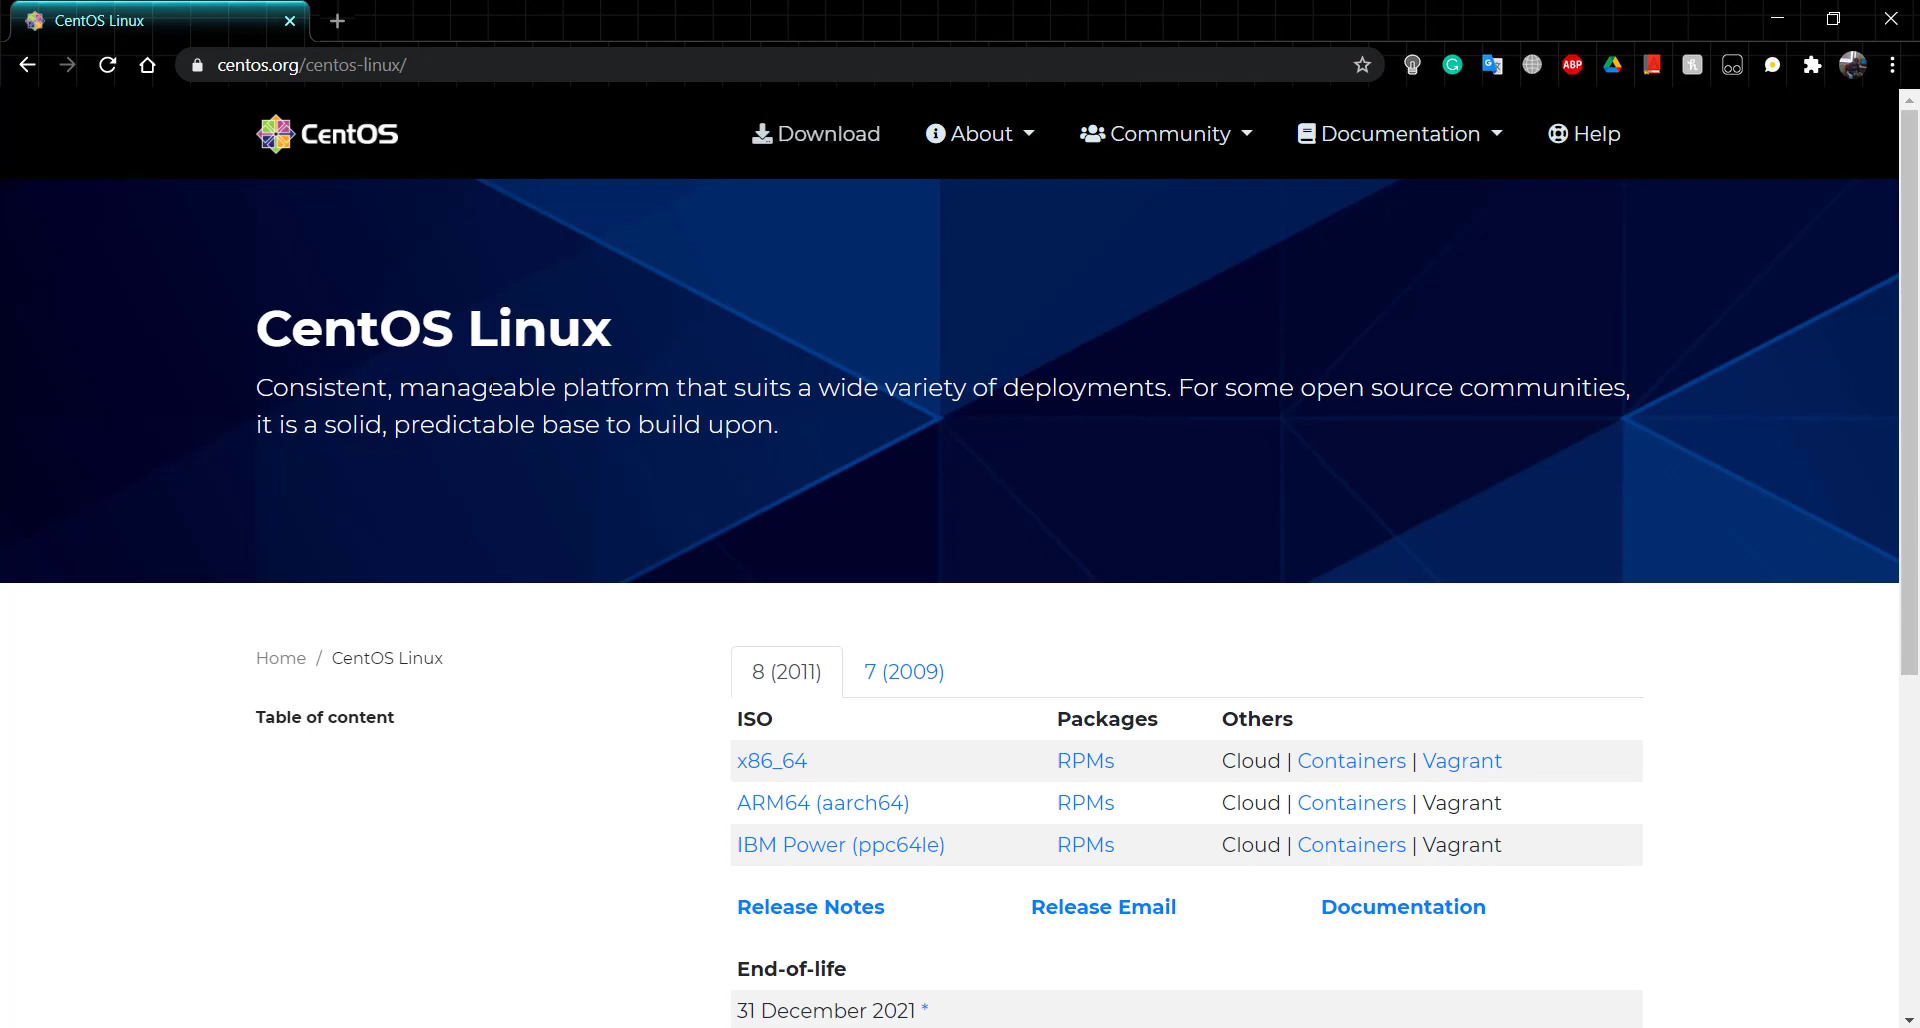 CentOS Linux
centos.org/centos-linux/
ABP
CentOS
Download About Community Documentation Help
CentOS Linux
Consistent, manageable platform that suits a wide variety of deployments. For some open source communities,
it is a solid, predictable base to build upon.
Home / CentOS Linux
Table of content
8 (2011) 7 (2009)
ISO Packages Others
x86_64 RPMs Cloud | Containers | Vagrant
ARM64 (aarch64) RPMs Cloud | Containers | Vagrant
IBM Power (ppc64le) RPMs Cloud | Containers | Vagrant
Release Notes Release Email Documentation
End-of-life
31 December 2021 *